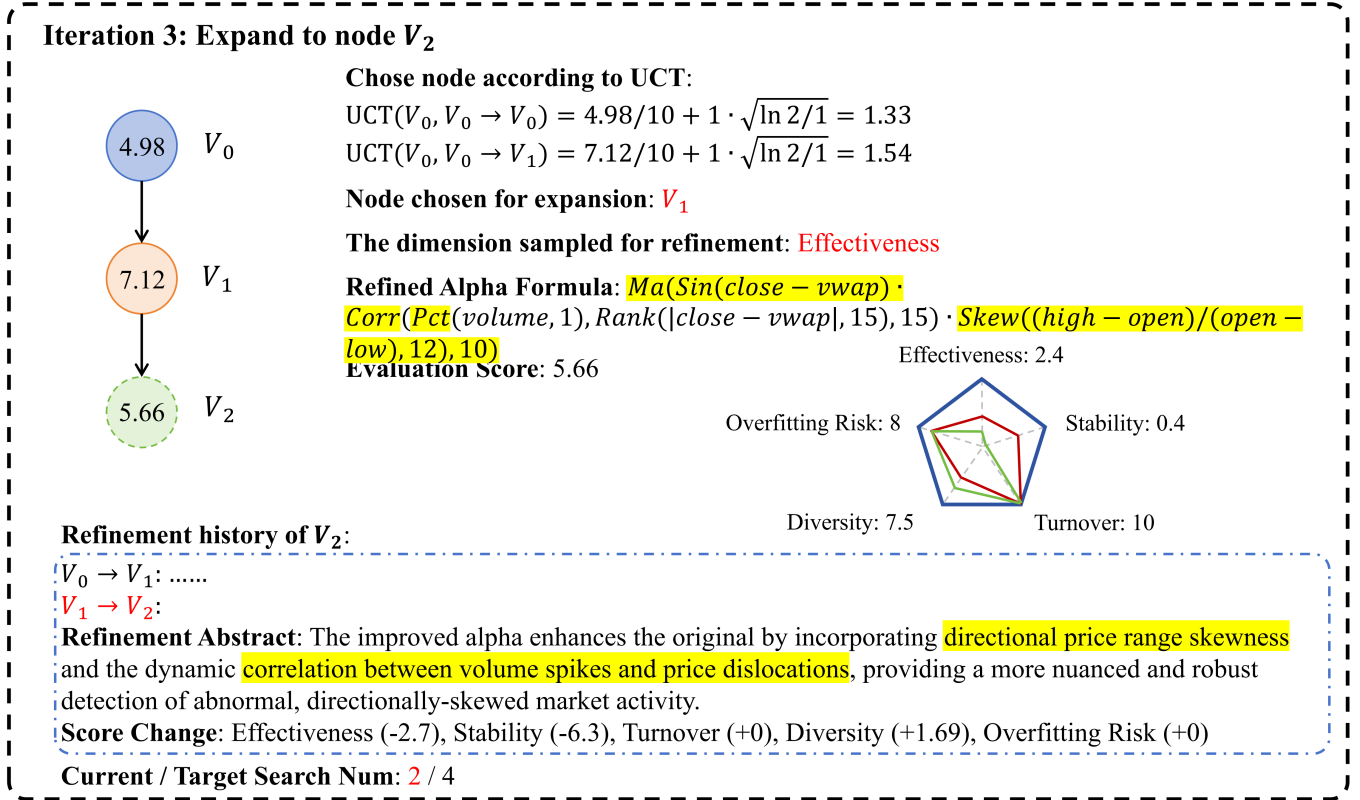 Iteration 3: Expand to node V₂
Chose node according to UCT:
UCT(V₀, V₀ → V₀) = 4.98/10 + 1 · √(ln 2/1) = 1.33
UCT(V₀, V₀ → V₁) = 7.12/10 + 1 · √(ln 2/1) = 1.54
4.98 V₀
Node chosen for expansion: V₁
The dimension sampled for refinement: Effectiveness
7.12 V₁
Refined Alpha Formula: Ma(Sin(close − vwap) ·
Corr(Pct(volume, 1), Rank(|close − vwap|, 15), 15) · Skew((high − open)/(open −
low), 12), 10)
Evaluation Score: 5.66
5.66 V₂
Effectiveness: 2.4
Overfitting Risk: 8
Stability: 0.4
Diversity: 7.5
Turnover: 10
Refinement history of V₂:
V₀ → V₁: ......
V₁ → V₂:
Refinement Abstract: The improved alpha enhances the original by incorporating directional price range skewness
and the dynamic correlation between volume spikes and price dislocations, providing a more nuanced and robust
detection of abnormal, directionally-skewed market activity.
Score Change: Effectiveness (-2.7), Stability (-6.3), Turnover (+0), Diversity (+1.69), Overfitting Risk (+0)
Current / Target Search Num: 2 / 4